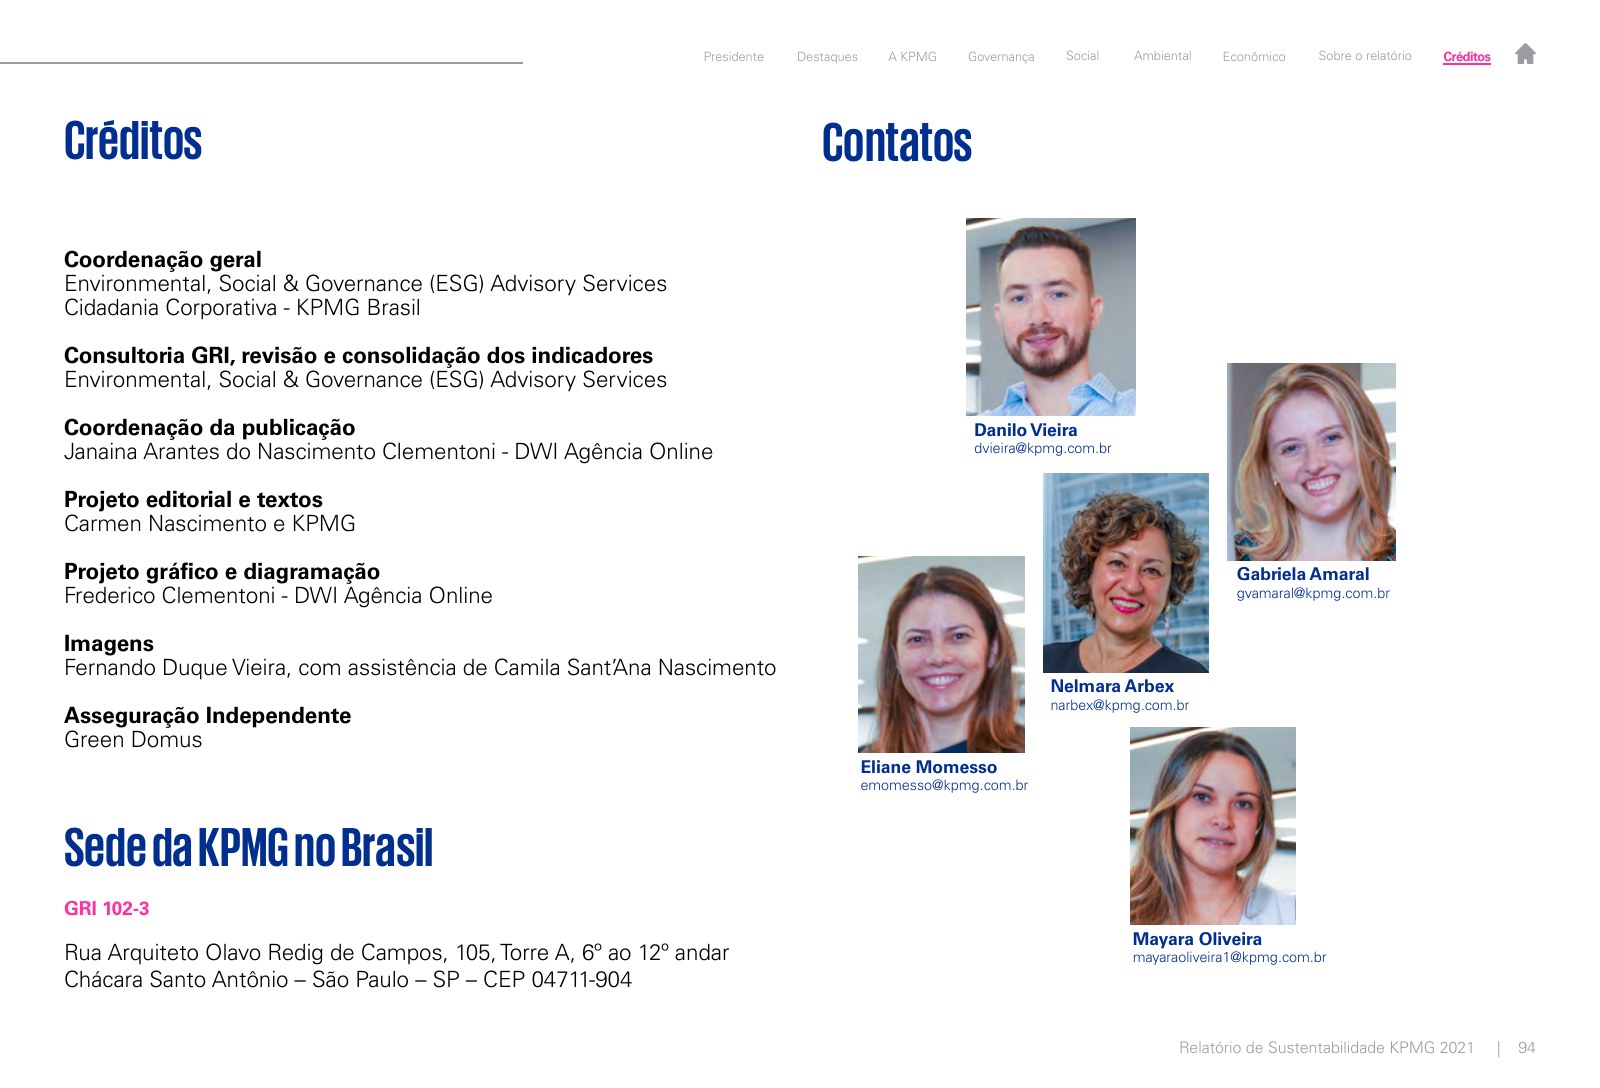 Presidente Destaques A KPMG Governança Social Ambiental Econômico Sobre o relatório Créditos
Créditos
Coordenação geral
Environmental, Social & Governance (ESG) Advisory Services
Cidadania Corporativa - KPMG Brasil
Consultoria GRI, revisão e consolidação dos indicadores
Environmental, Social & Governance (ESG) Advisory Services
Coordenação da publicação
Janaina Arantes do Nascimento Clementoni - DWI Agência Online
Projeto editorial e textos
Carmen Nascimento e KPMG
Projeto gráfico e diagramação
Frederico Clementoni - DWI Agência Online
Imagens
Fernando Duque Vieira, com assistência de Camila Sant’Ana Nascimento
Asseguração Independente
Green Domus
Sede da KPMG no Brasil
GRI 102-3
Rua Arquiteto Olavo Redig de Campos, 105, Torre A, 6º ao 12º andar
Chácara Santo Antônio – São Paulo – SP – CEP 04711-904
Contatos
Danilo Vieira
dvieira@kpmg.com.br
Gabriela Amaral
gvamaral@kpmg.com.br
Nelmara Arbex
narbex@kpmg.com.br
Eliane Momesso
emomesso@kpmg.com.br
Mayara Oliveira
mayaraoliveira1@kpmg.com.br
Relatório de Sustentabilidade KPMG 2021 | 94